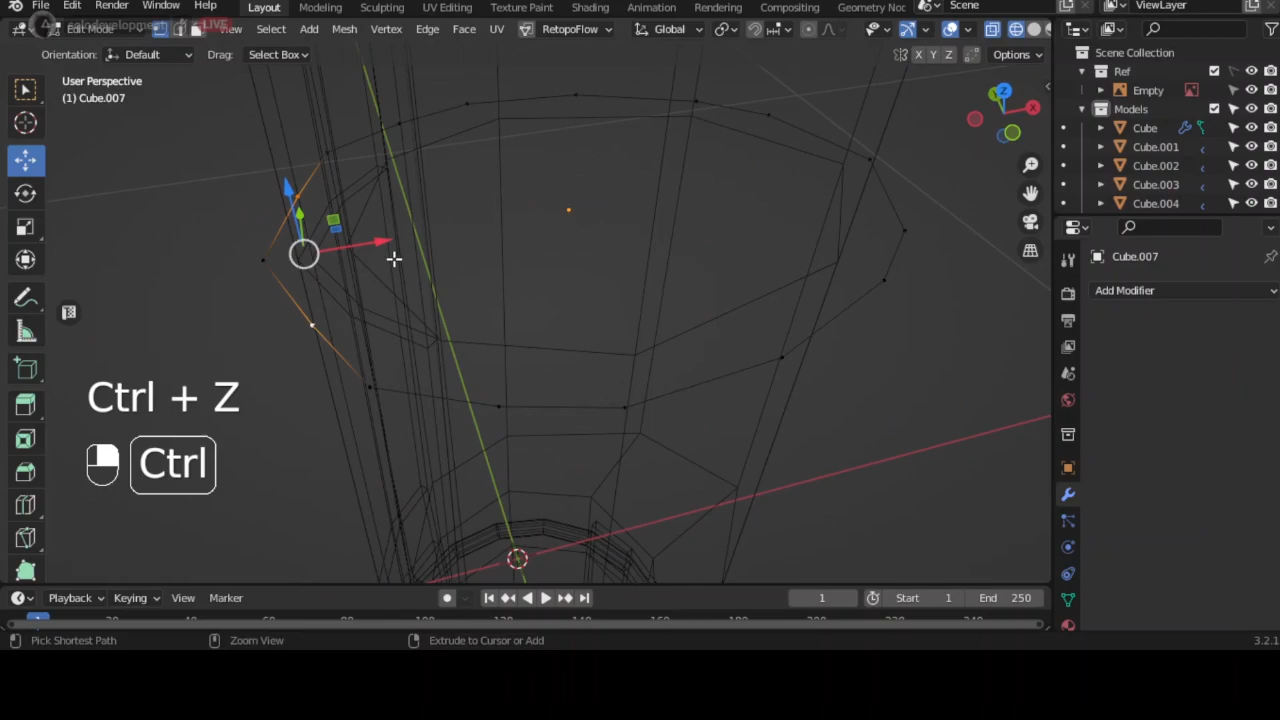 File Edit Render Window Help Layout Modeling Sculpting UV Editing Texture Paint Shading Animation Rendering Compositing Geometry Noc Scene ViewLayer
Edit Mode LIVE View Select Add Mesh Vertex Edge Face UV RetopoFlow Global
Orientation: Default Drag: Select Box X Y Z Options
User Perspective
(1) Cube.007
Z
X
Y
Scene Collection
Ref
Empty
Models
Cube
Cube.001
Cube.002
Cube.003
Cube.004
Cube.007
Add Modifier
Ctrl + Z
Ctrl
Playback Keying View Marker 1 Start 1 End 250
Pick Shortest Path Zoom View Extrude to Cursor or Add 3.2.1